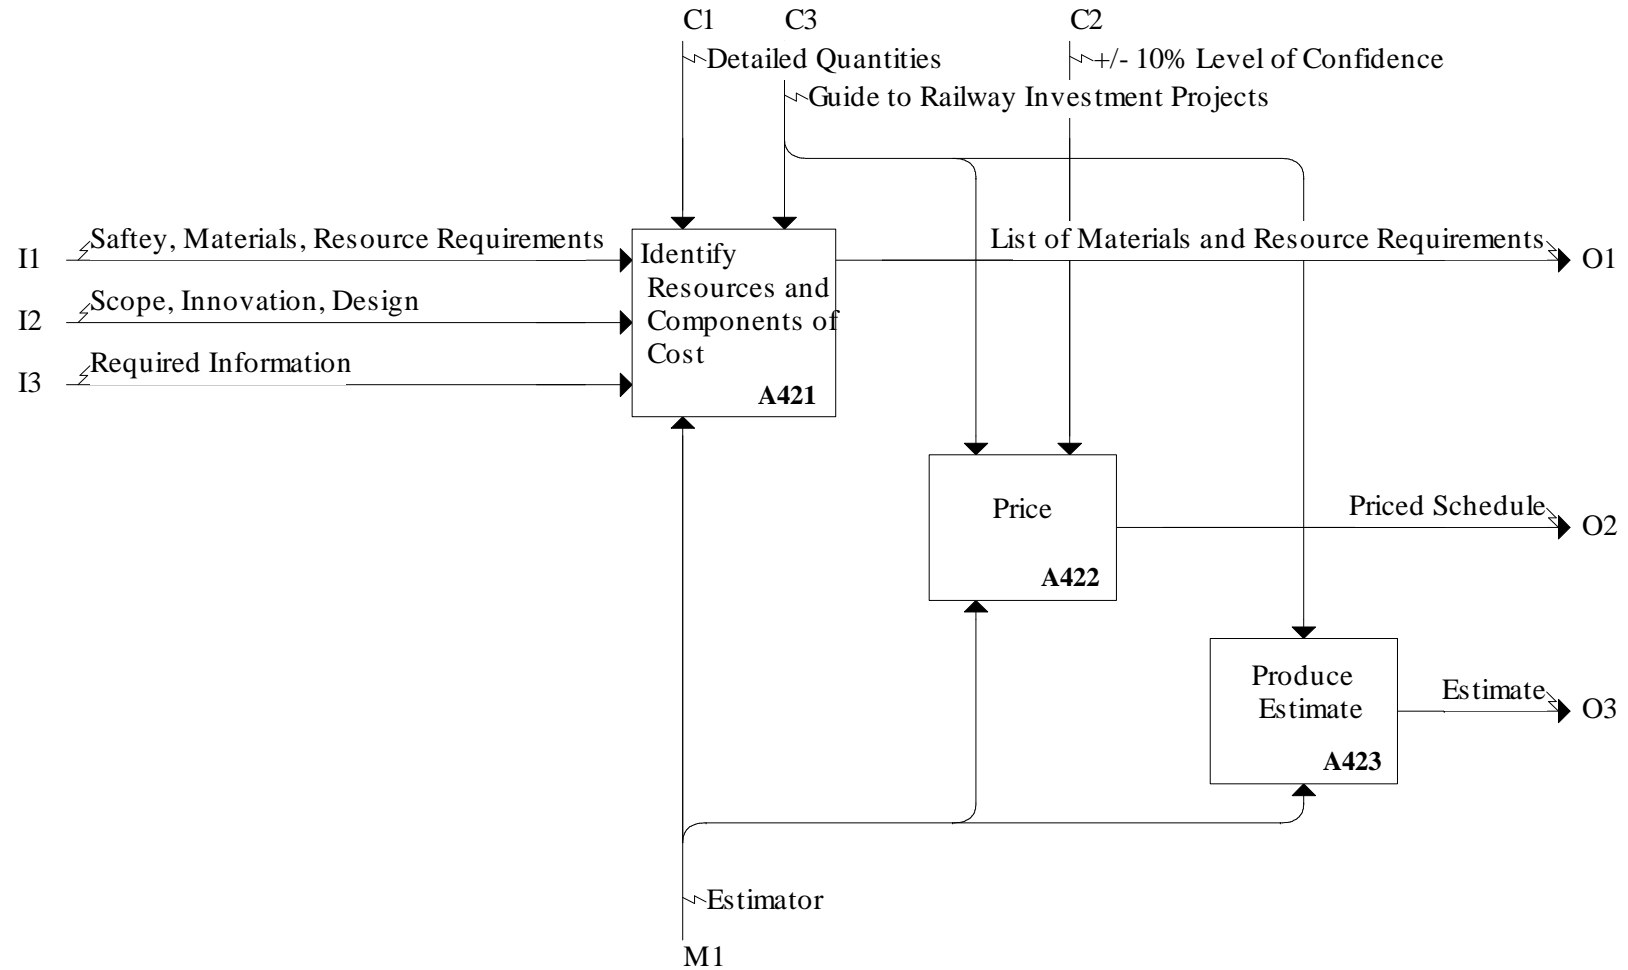 C1
C3
C2
Detailed Quantities
+/- 10% Level of Confidence
Guide to Railway Investment Projects
I1
Saftey, Materials, Resource Requirements
I2
Scope, Innovation, Design
I3
Required Information
Identify
Resources and
Components of
Cost
A421
List of Materials and Resource Requirements
O1
Price
A422
Priced Schedule
O2
Produce
Estimate
A423
Estimate
O3
Estimator
M1